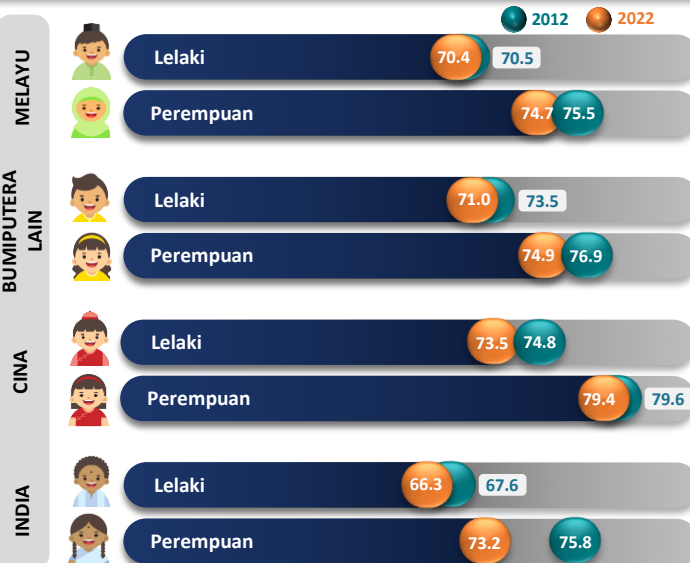 2012 2022
MELAYU
Lelaki 70.4 70.5
Perempuan 74.7 75.5
BUMIPUTERA
LAIN
Lelaki 71.0 73.5
Perempuan 74.9 76.9
CINA
Lelaki 73.5 74.8
Perempuan 79.4 79.6
INDIA
Lelaki 66.3 67.6
Perempuan 73.2 75.8